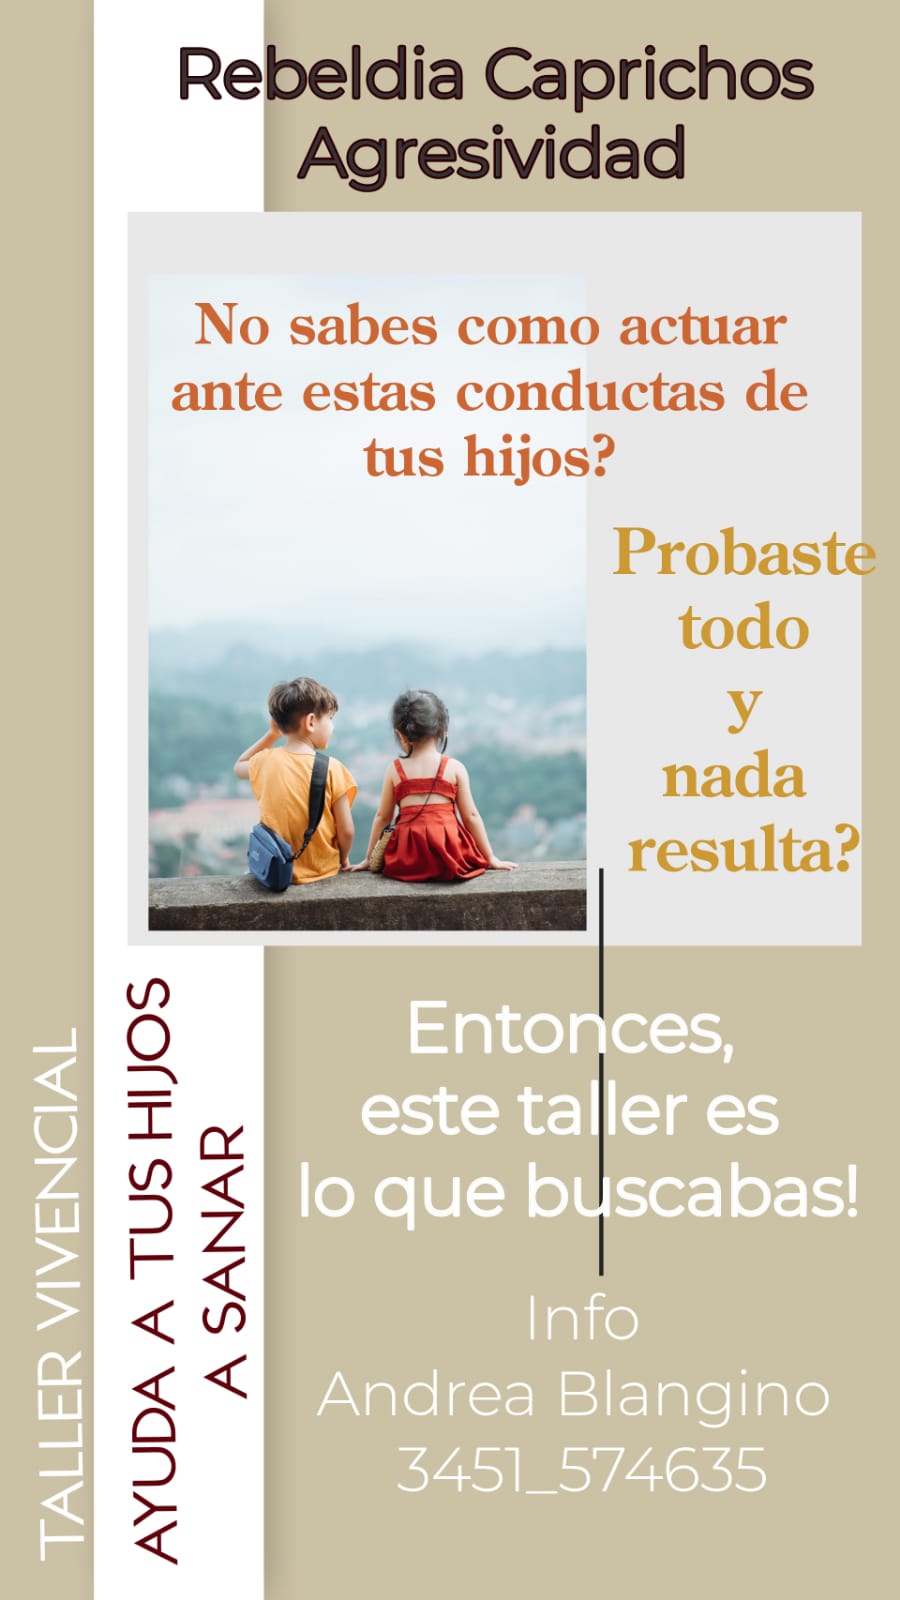 Rebeldia Caprichos
Agresividad
No sabes como actuar
ante estas conductas de
tus hijos?
Probaste
todo
y
nada
resulta?
Entonces,
este taller es
lo que buscabas!
Info
Andrea Blangino
3451_574635
TALLER VIVENCIAL
AYUDA A TUS HIJOS
A SANAR